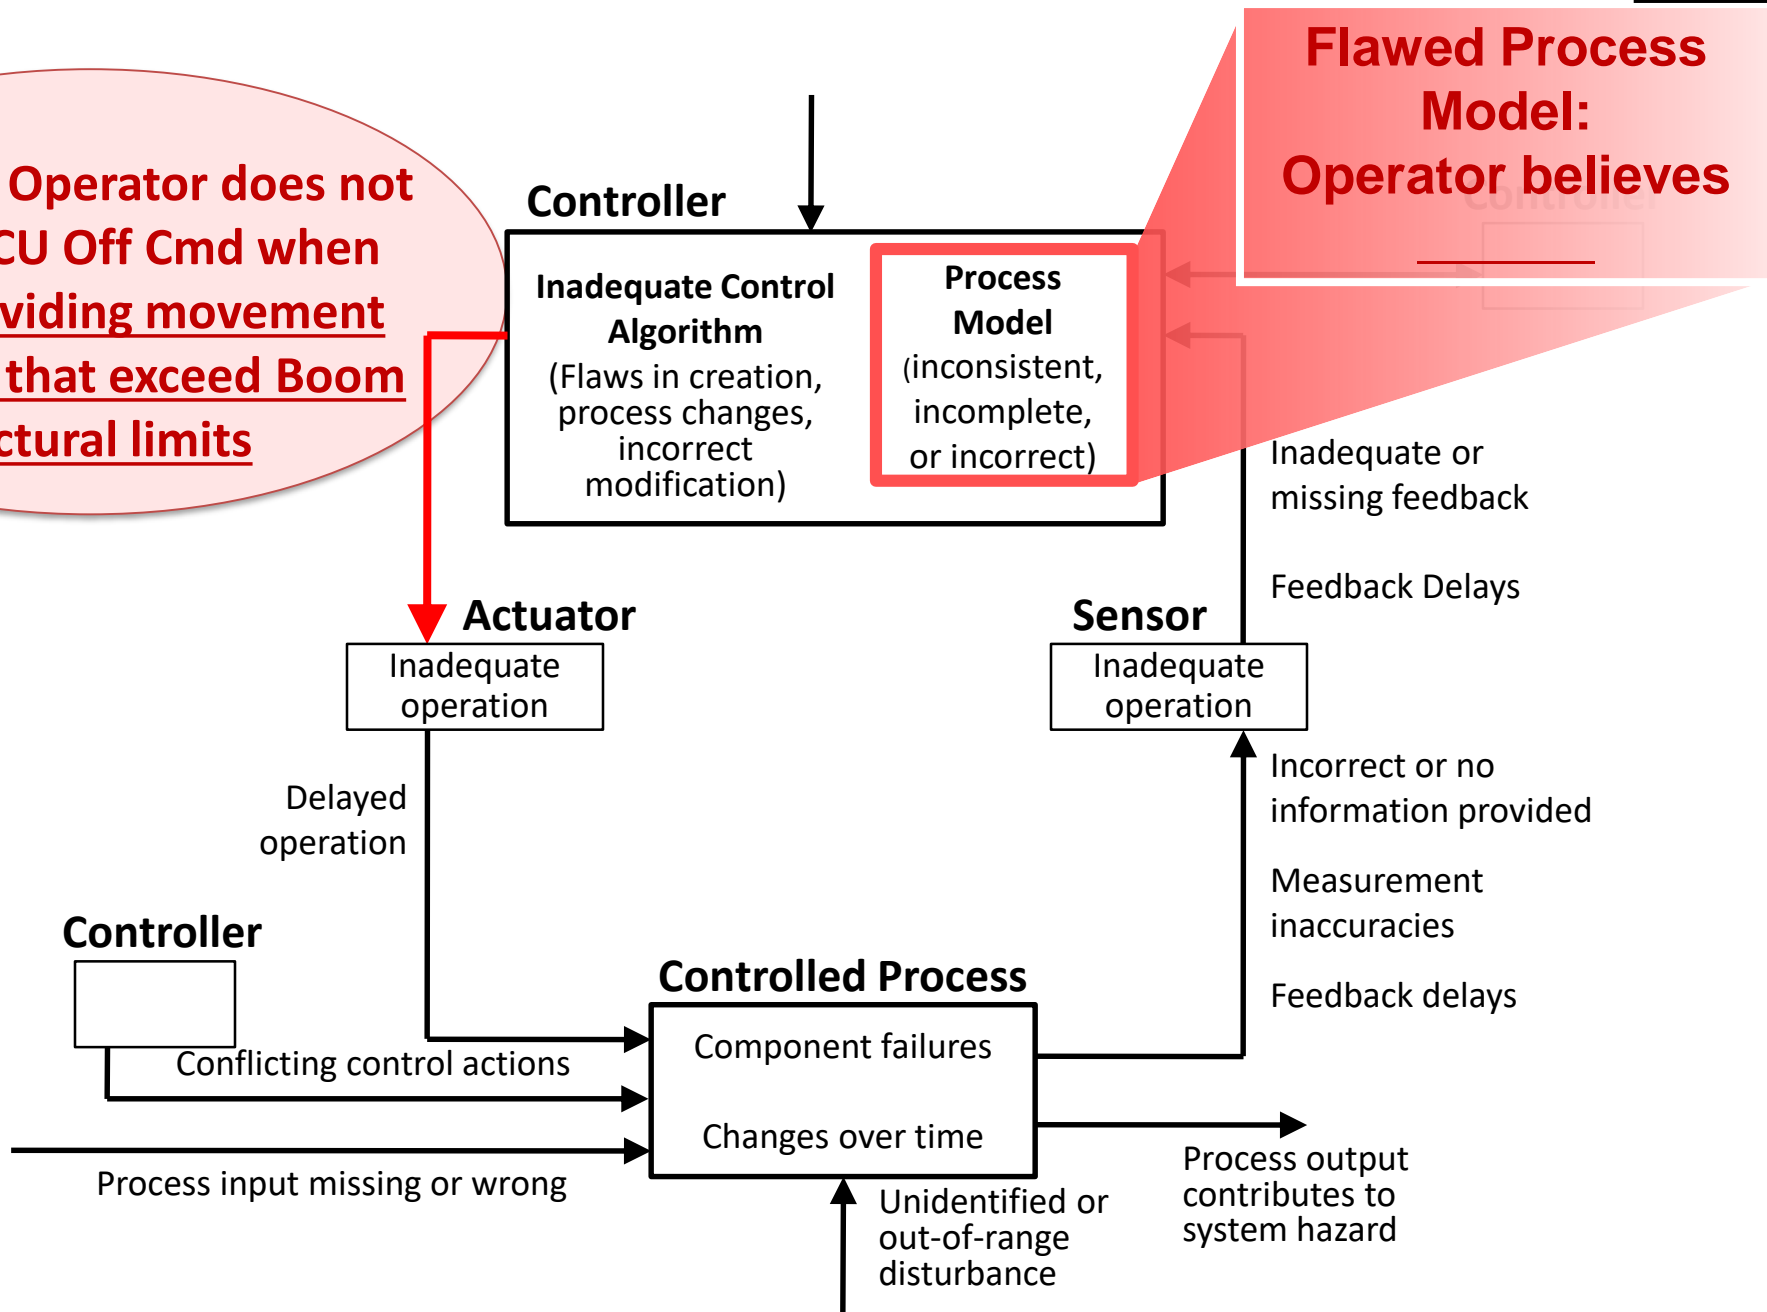 Flawed Process
Model:
Operator believes
Operator does not
CU Off Cmd when
viding movement
that exceed Boom
ctural limits
Controller
Controller
Inadequate Control
Algorithm
(Flaws in creation,
process changes,
incorrect
modification)
Process
Model
(inconsistent,
incomplete,
or incorrect)
Inadequate or
missing feedback
Feedback Delays
Actuator
Inadequate
operation
Sensor
Inadequate
operation
Delayed
operation
Incorrect or no
information provided
Measurement
inaccuracies
Feedback delays
Controller
Controlled Process
Component failures
Changes over time
Conflicting control actions
Process input missing or wrong
Unidentified or
out-of-range
disturbance
Process output
contributes to
system hazard